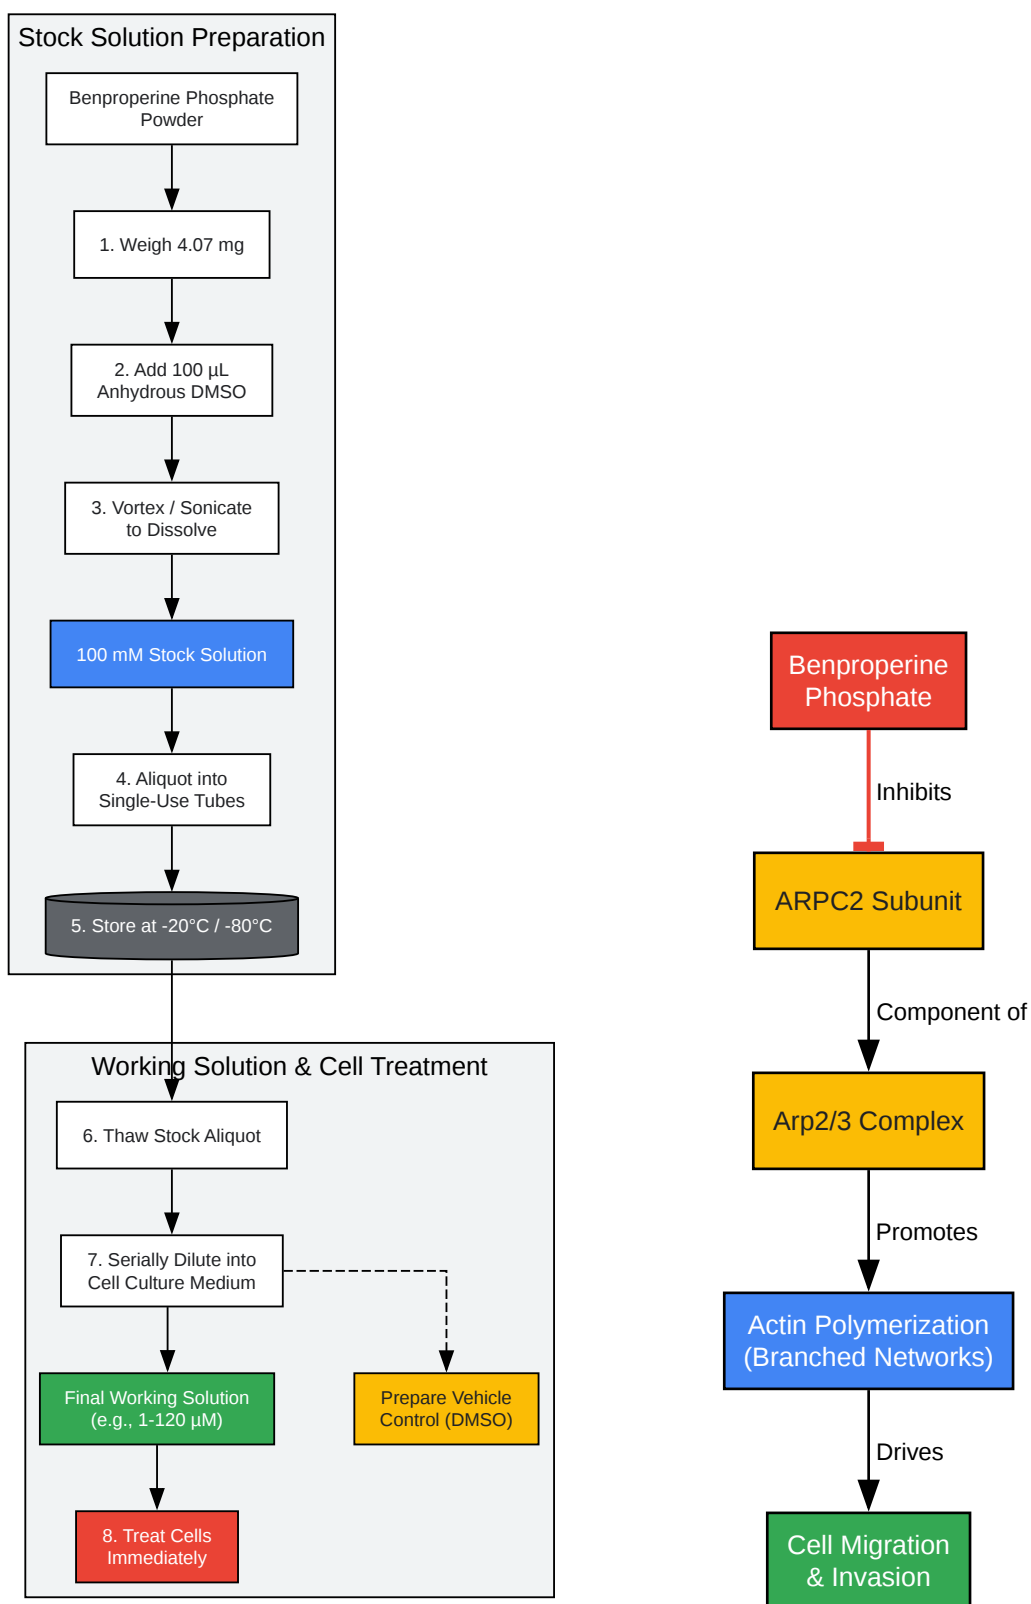 Stock Solution Preparation
Benproperine Phosphate
Powder
1. Weigh 4.07 mg
2. Add 100 µL
Anhydrous DMSO
3. Vortex / Sonicate
to Dissolve
100 mM Stock Solution
4. Aliquot into
Single-Use Tubes
5. Store at -20°C / -80°C
Working Solution & Cell Treatment
6. Thaw Stock Aliquot
7. Serially Dilute into
Cell Culture Medium
Final Working Solution
(e.g., 1-120 µM)
Prepare Vehicle
Control (DMSO)
8. Treat Cells
Immediately
Benproperine
Phosphate
Inhibits
ARPC2 Subunit
Component of
Arp2/3 Complex
Promotes
Actin Polymerization
(Branched Networks)
Drives
Cell Migration
& Invasion